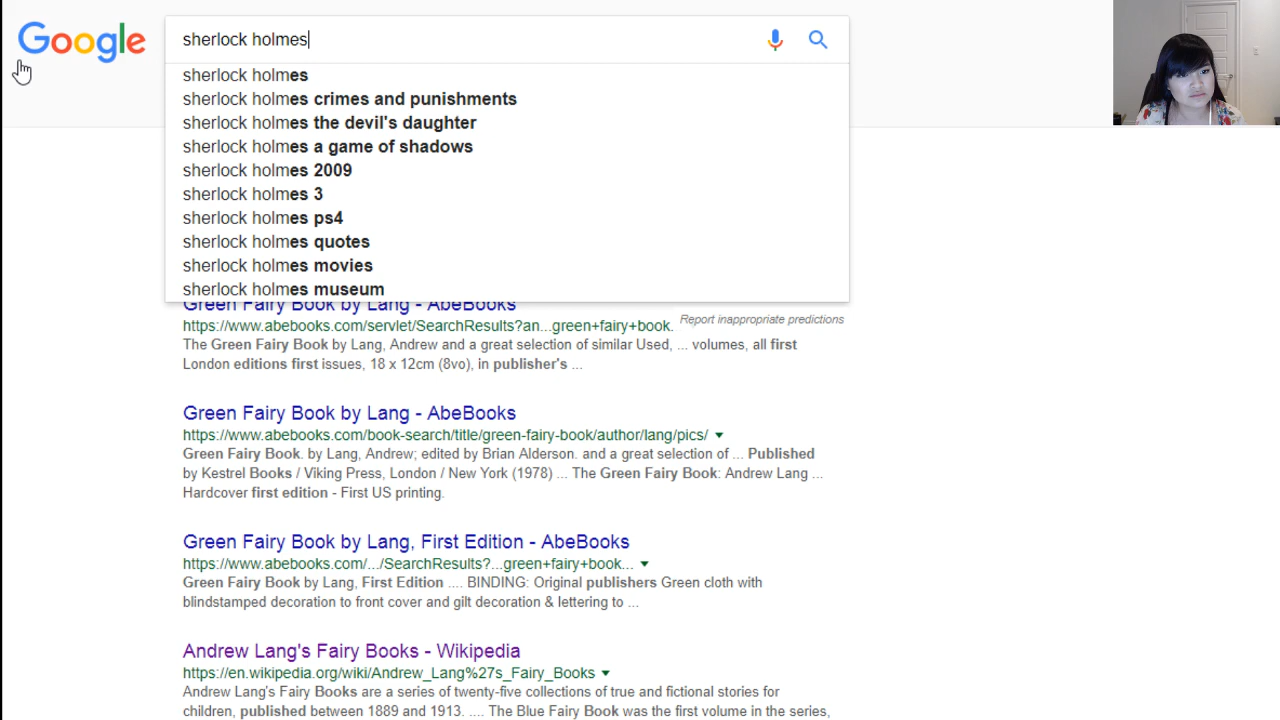 Google
sherlock holmes
sherlock holmes
sherlock holmes crimes and punishments
sherlock holmes the devil's daughter
sherlock holmes a game of shadows
sherlock holmes 2009
sherlock holmes 3
sherlock holmes ps4
sherlock holmes quotes
sherlock holmes movies
sherlock holmes museum
Green Fairy Book by Lang - AbeBooks
Report inappropriate predictions
https://www.abebooks.com/servlet/SearchResults?an...green+fairy+book.
The Green Fairy Book by Lang, Andrew and a great selection of similar Used, ... volumes, all first
London editions first issues, 18 x 12cm (8vo), in publisher's ...
Green Fairy Book by Lang - AbeBooks
https://www.abebooks.com/book-search/title/green-fairy-book/author/lang/pics/
Green Fairy Book. by Lang, Andrew; edited by Brian Alderson. and a great selection of ... Published
by Kestrel Books / Viking Press, London / New York (1978) ... The Green Fairy Book: Andrew Lang ...
Hardcover first edition - First US printing.
Green Fairy Book by Lang, First Edition - AbeBooks
https://www.abebooks.com/.../SearchResults?...green+fairy+book...
Green Fairy Book by Lang, First Edition .... BINDING: Original publishers Green cloth with
blindstamped decoration to front cover and gilt decoration & lettering to ...
Andrew Lang's Fairy Books - Wikipedia
https://en.wikipedia.org/wiki/Andrew_Lang%27s_Fairy_Books
Andrew Lang's Fairy Books are a series of twenty-five collections of true and fictional stories for
children, published between 1889 and 1913. .... The Blue Fairy Book was the first volume in the series,